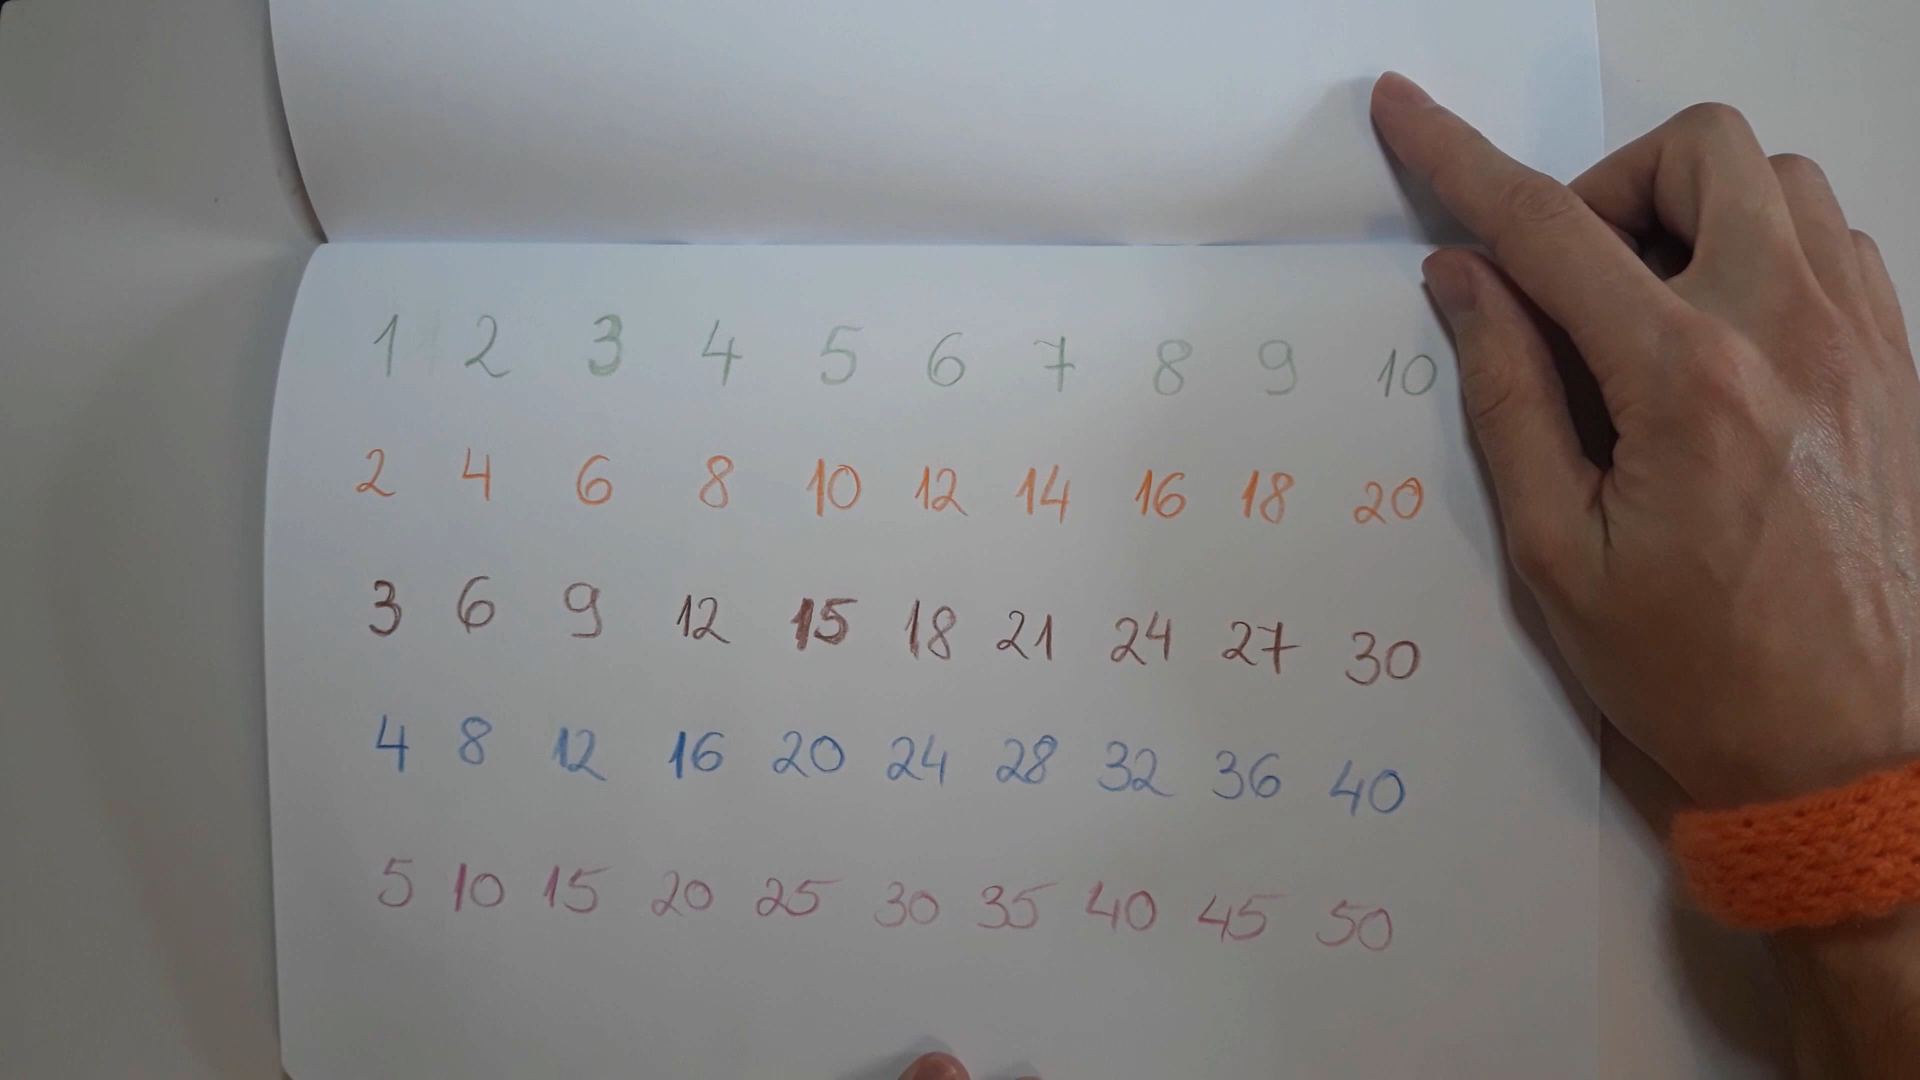 1 2 3 4 5 6 7 8 9 10
2 4 6 8 10 12 14 16 18 20
3 6 9 12 15 18 21 24 27 30
4 8 12 16 20 24 28 32 36 40
5 10 15 20 25 30 35 40 45 50